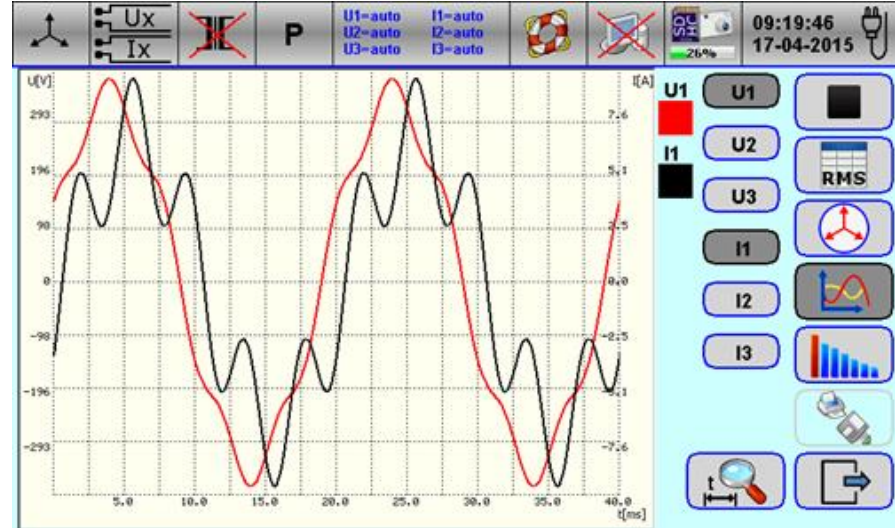 Ux
Ix
P
U1=auto I1=auto
U2=auto I2=auto
U3=auto I3=auto
SD
HC
26%
09:19:46
17-04-2015
U[V]
I[A]
293
196
98
0
-98
-196
-293
7.6
5.1
2.5
0.0
-2.5
-5.1
-7.6
5.0 10.0 15.0 20.0 25.0 30.0 35.0 40.0
t[ms]
U1
I1
U1
U2
U3
I1
I2
I3
RMS
t